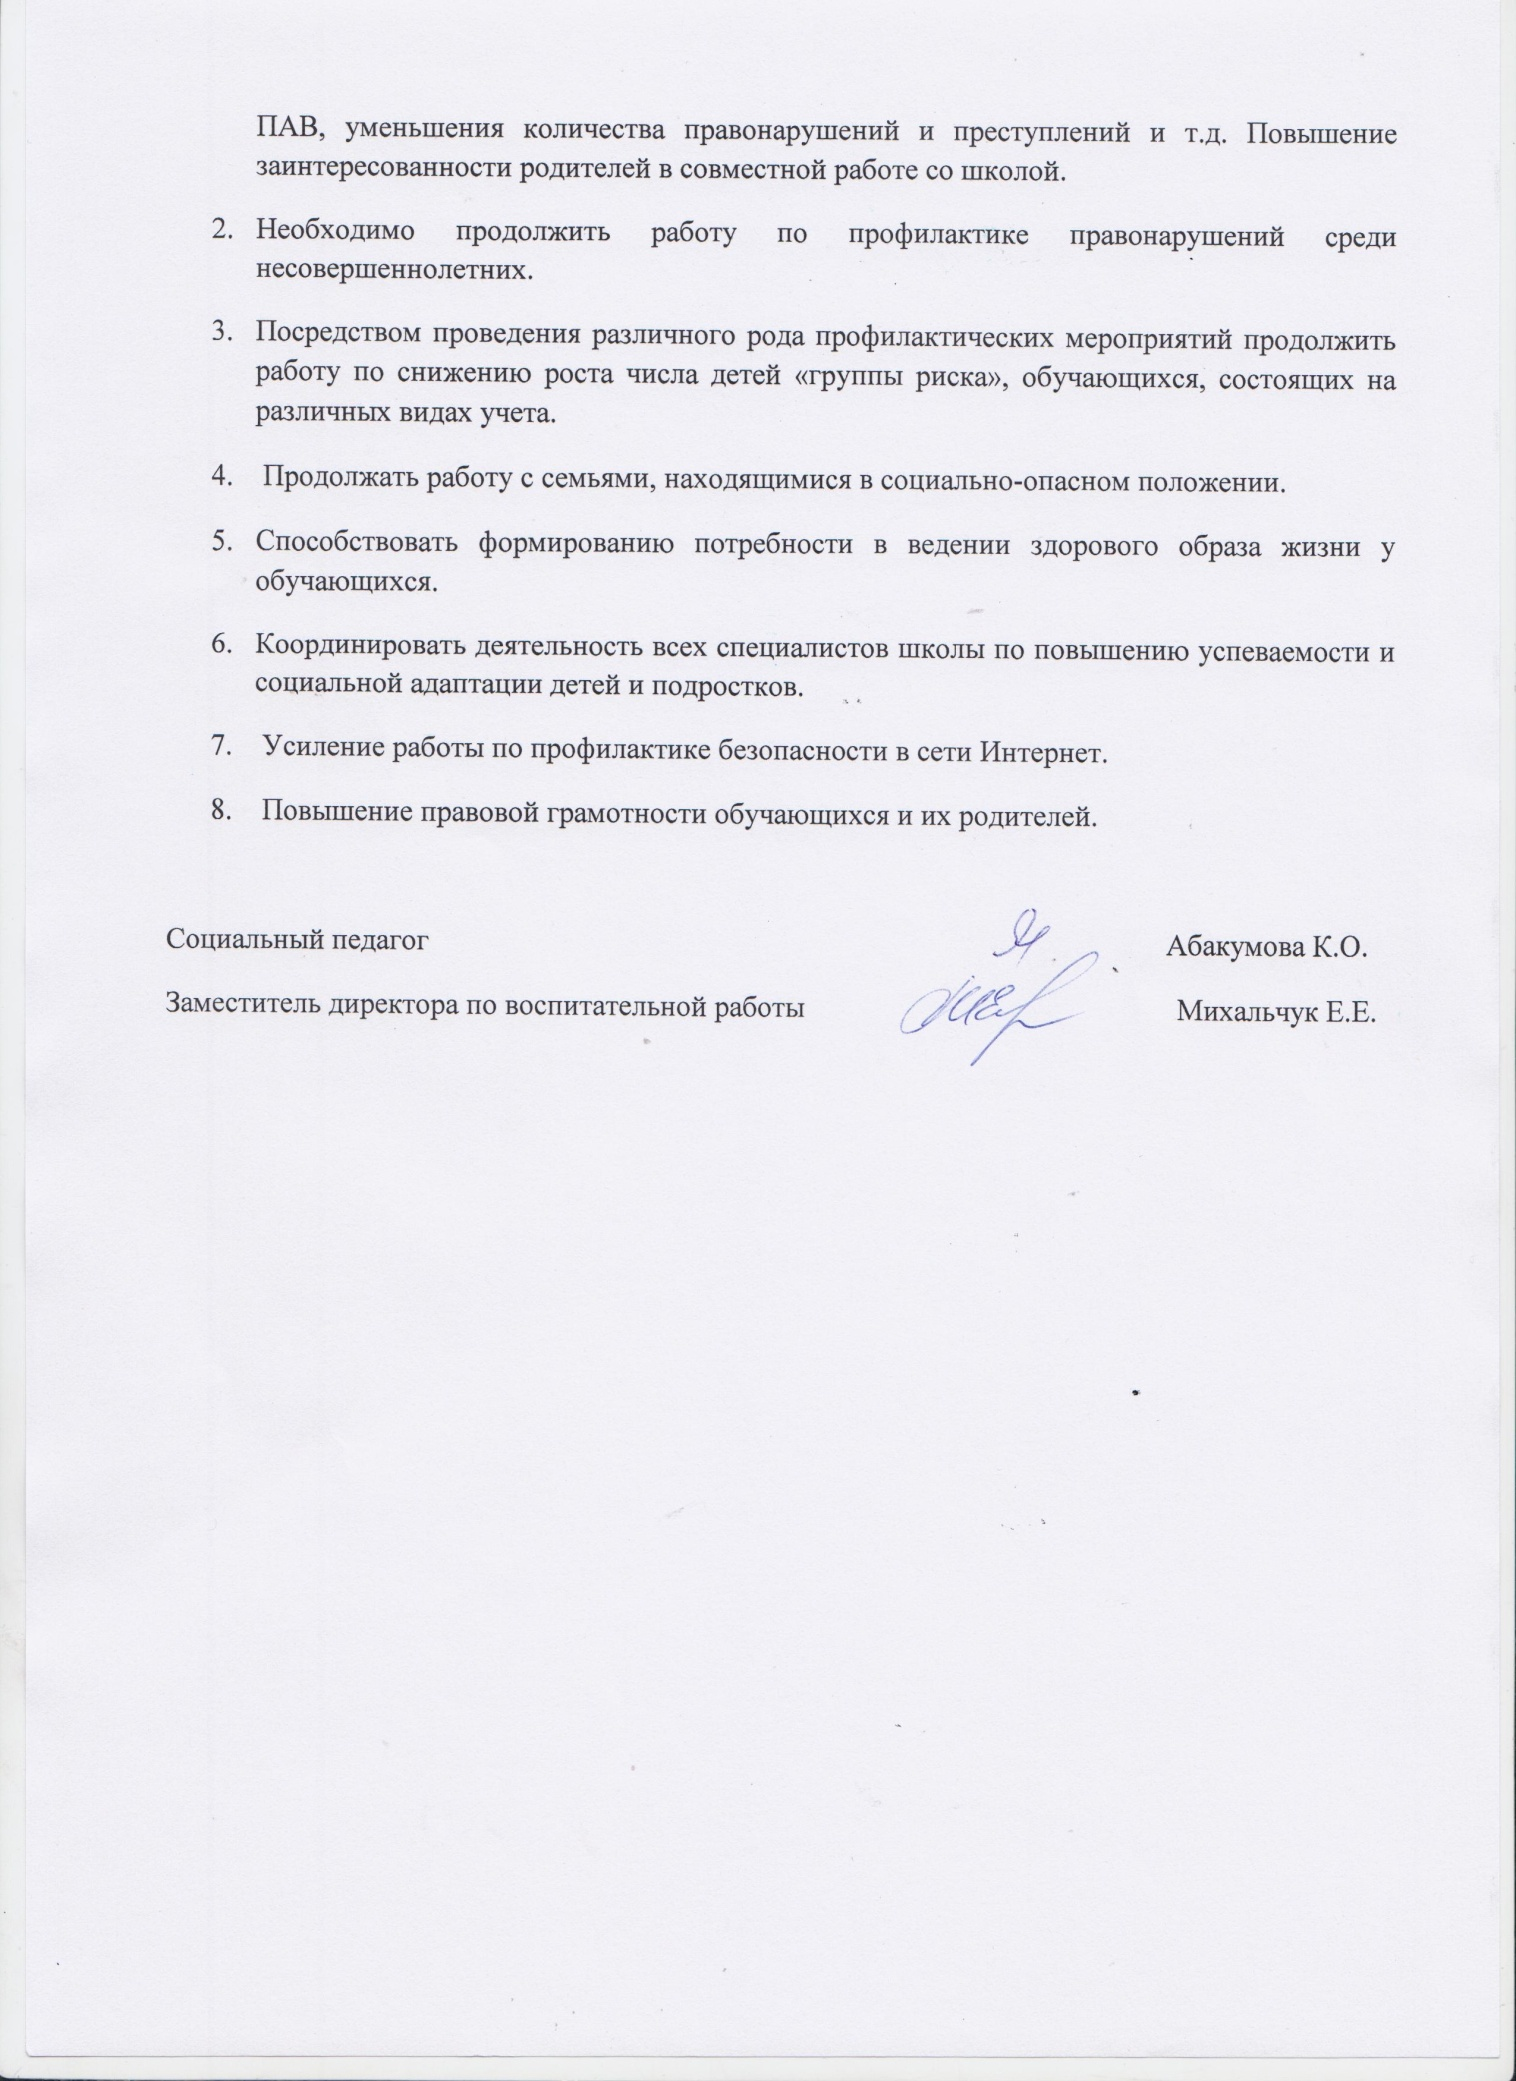 ПАВ, уменьшения количества правонарушений и преступлений и т.д. Повышение
заинтересованности родителей в совместной работе со школой.
2. Необходимо продолжить работу по профилактике правонарушений среди
несовершеннолетних.
3. Посредством проведения различного рода профилактических мероприятий продолжить
работу по снижению роста числа детей «группы риска», обучающихся, состоящих на
различных видах учета.
4. Продолжать работу с семьями, находящимися в социально-опасном положении.
5. Способствовать формированию потребности в ведении здорового образа жизни у
обучающихся.
6. Координировать деятельность всех специалистов школы по повышению успеваемости и
социальной адаптации детей и подростков.
7. Усиление работы по профилактике безопасности в сети Интернет.
8. Повышение правовой грамотности обучающихся и их родителей.
Социальный педагог Абакумова К.О.
Заместитель директора по воспитательной работы Михальчук Е.Е.